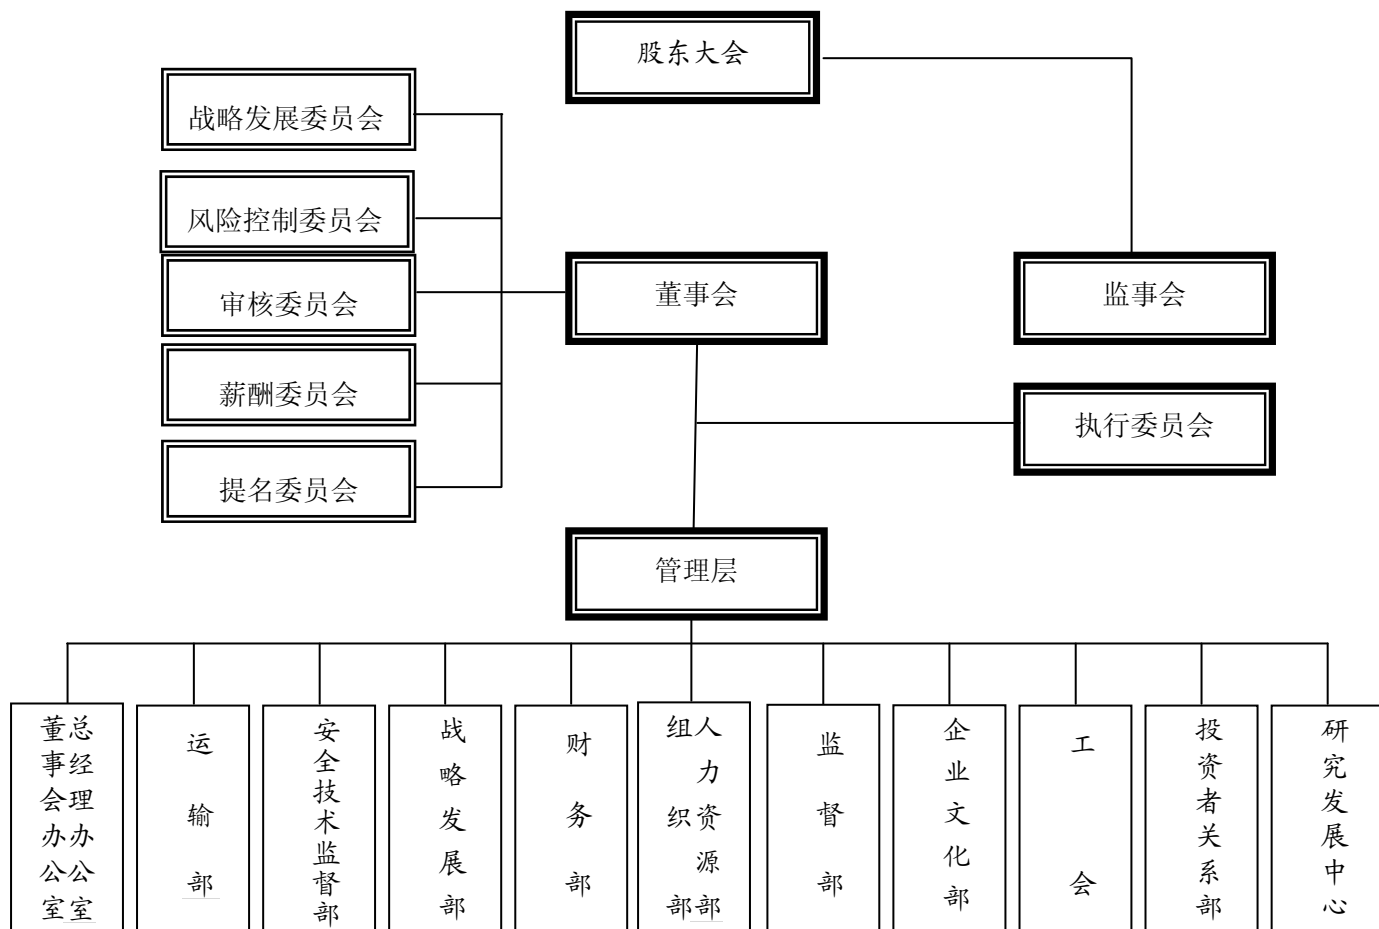 股东大会
战略发展委员会
风险控制委员会
审核委员会
薪酬委员会
提名委员会
董事会
监事会
执行委员会
管理层
董事会办公室
总经理办公室
运输部
安全技术监督部
战略发展部
财务部
组织部
人力资源部
监督部
企业文化部
工会
投资者关系部
研究发展中心